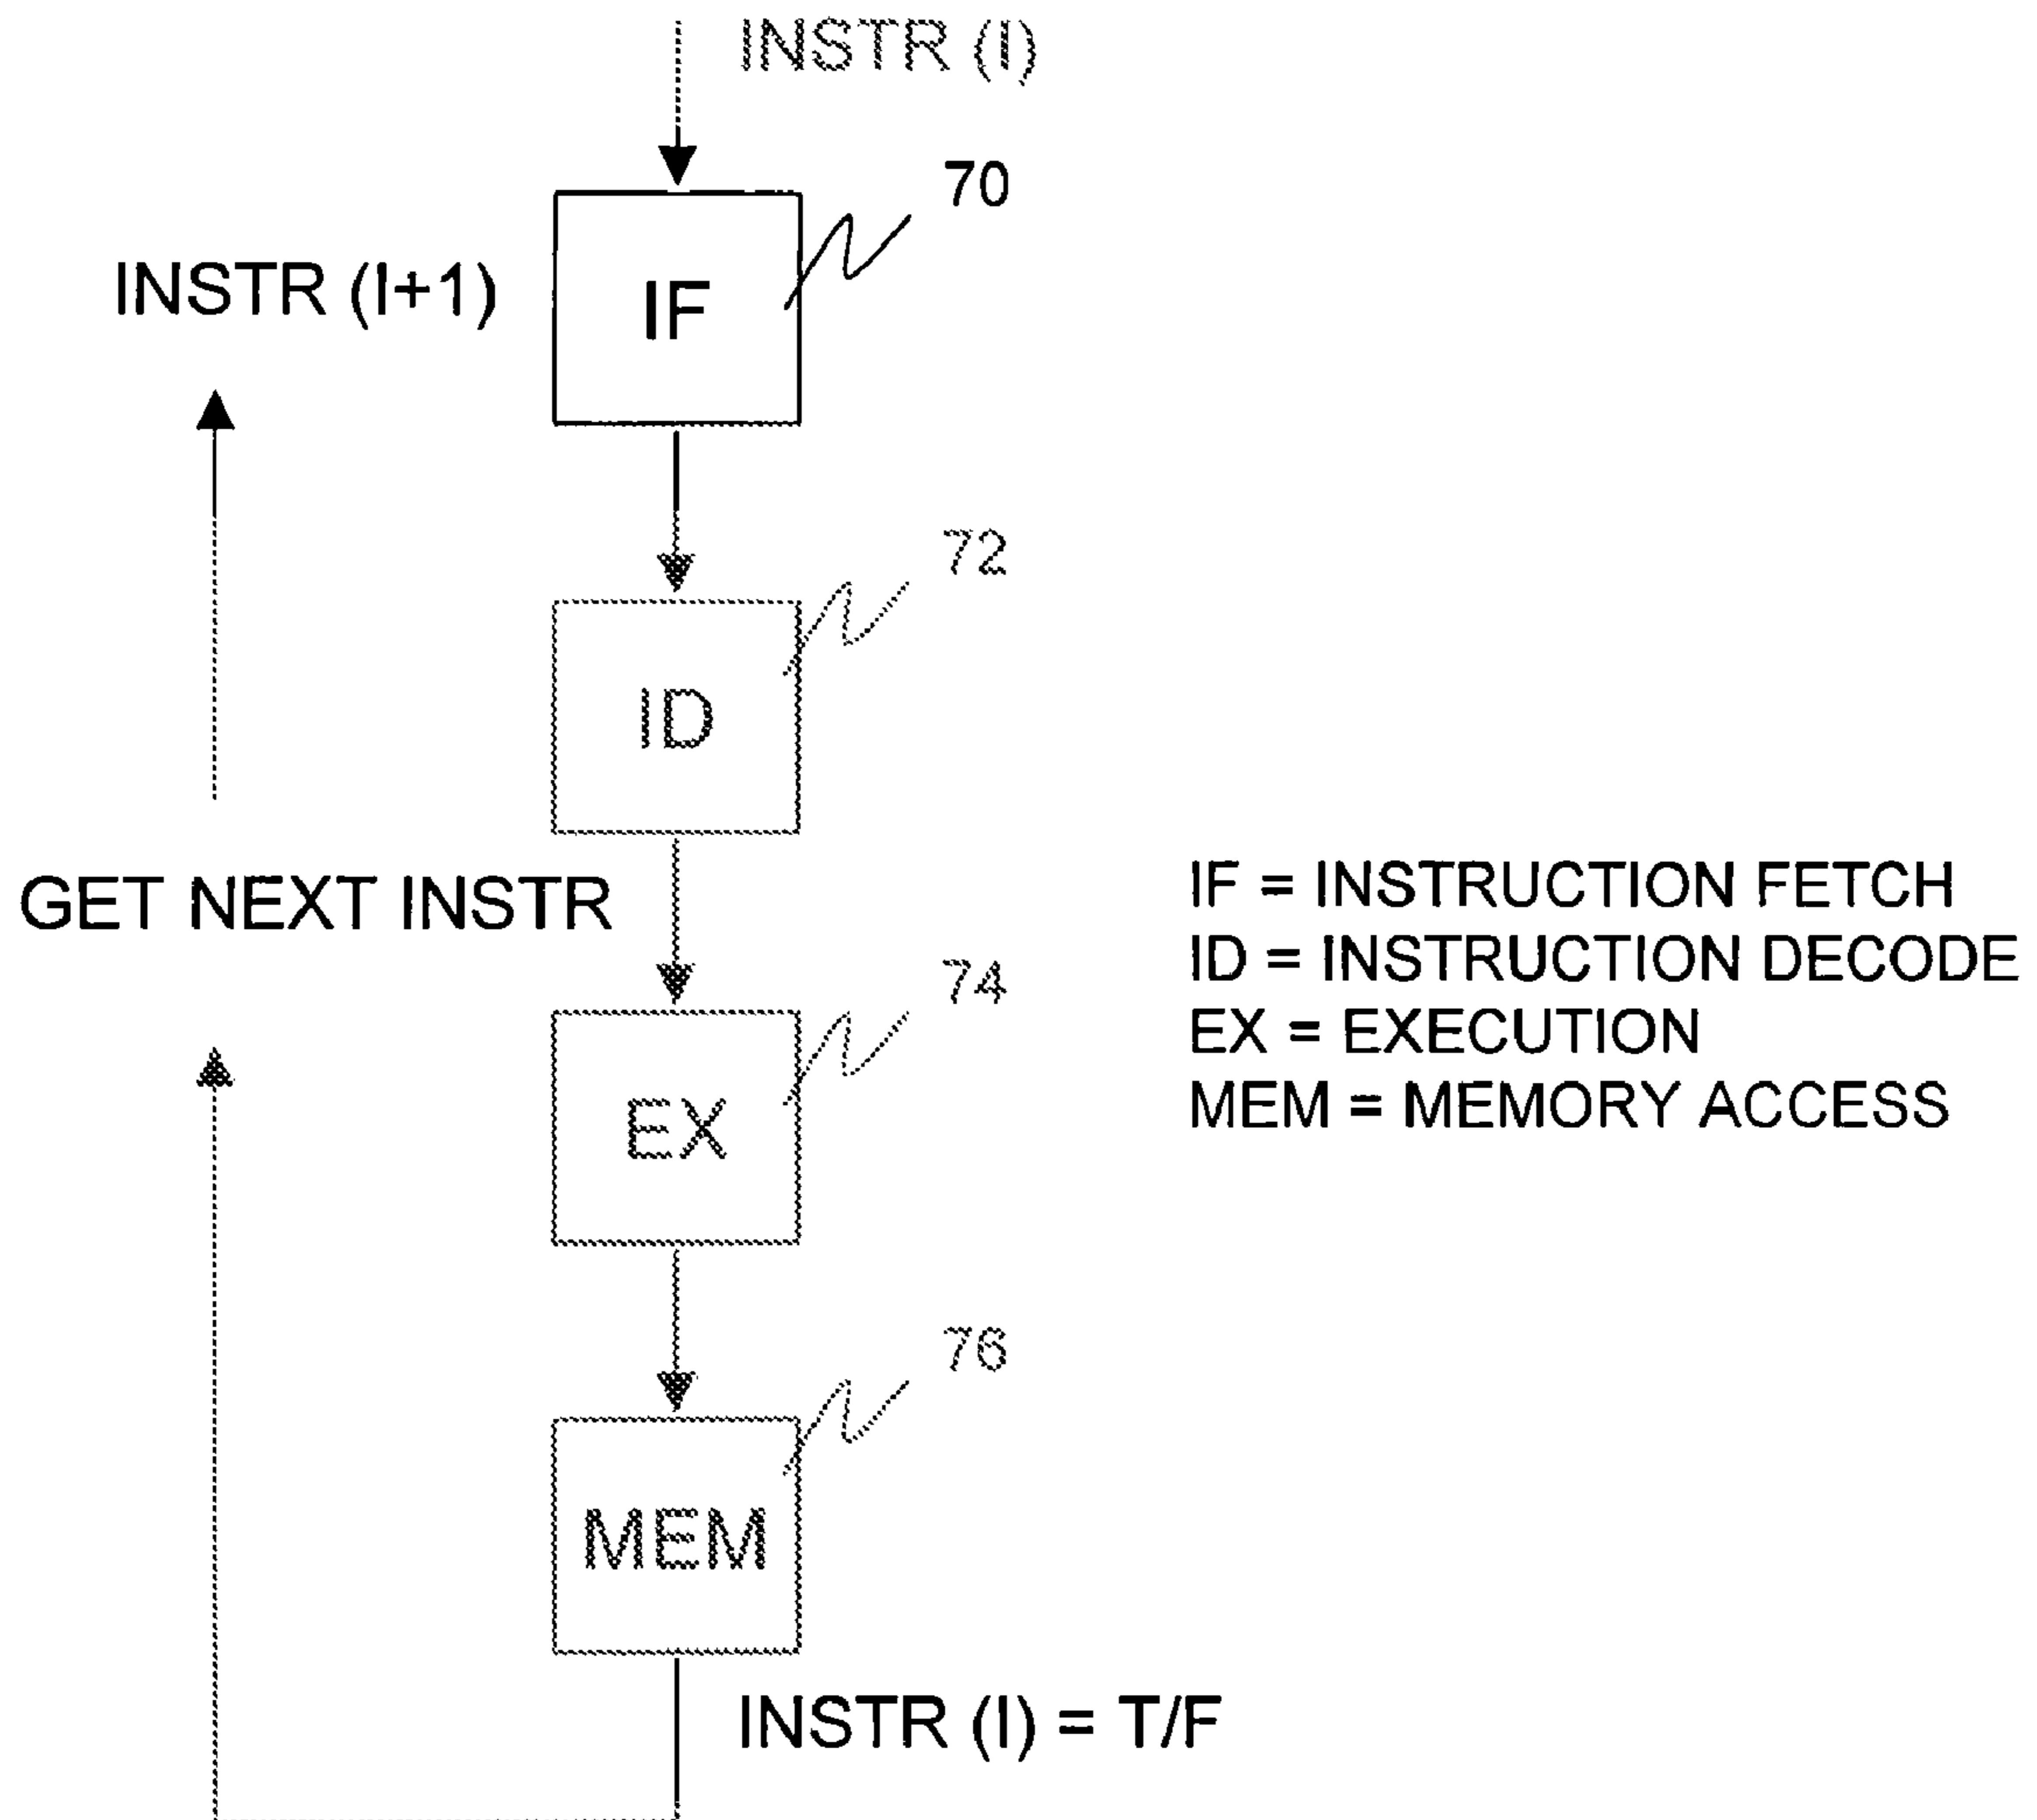 INSTR (I)
70
INSTR (I+1)
IF
72
ID
GET NEXT INSTR
74
EX
IF = INSTRUCTION FETCH
ID = INSTRUCTION DECODE
EX = EXECUTION
MEM = MEMORY ACCESS
76
MEM
INSTR (I) = T/F